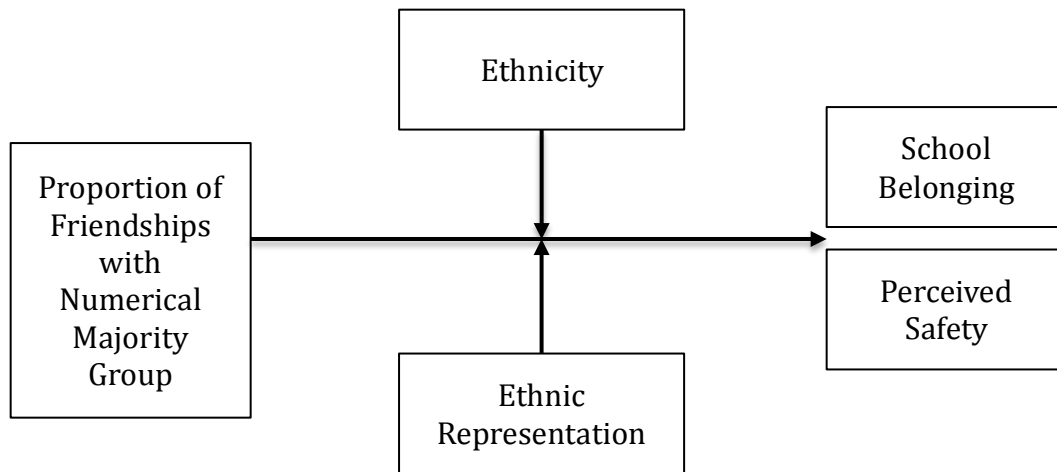 Ethnicity
Proportion of
Friendships
with
Numerical
Majority
Group
School
Belonging
Perceived
Safety
Ethnic
Representation